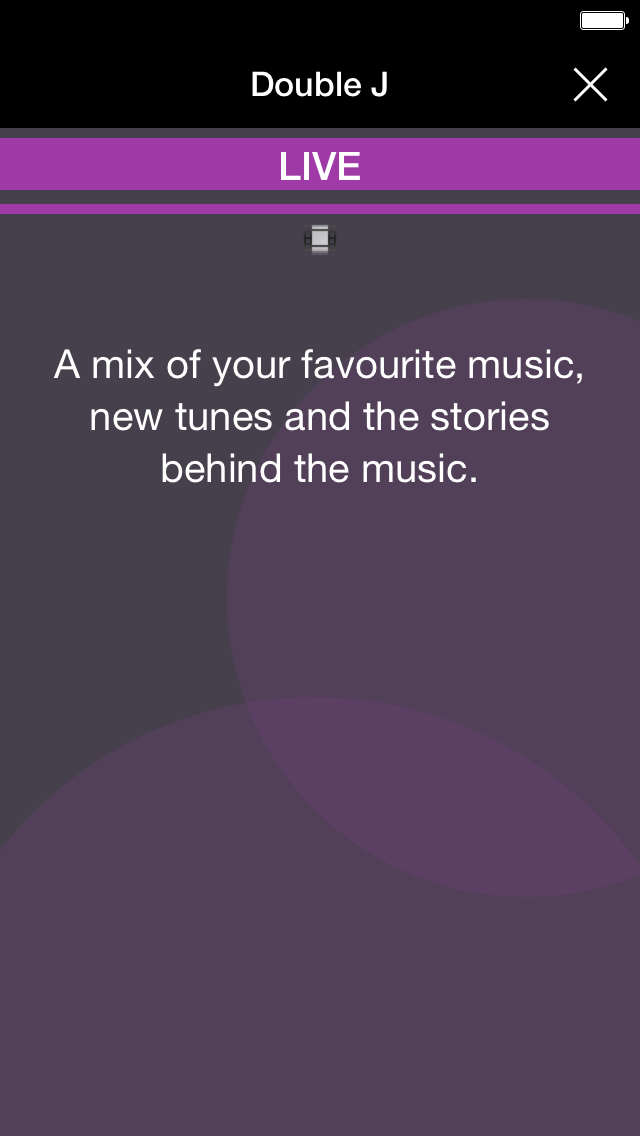 Double J
LIVE
A mix of your favourite music,
new tunes and the stories
behind the music.